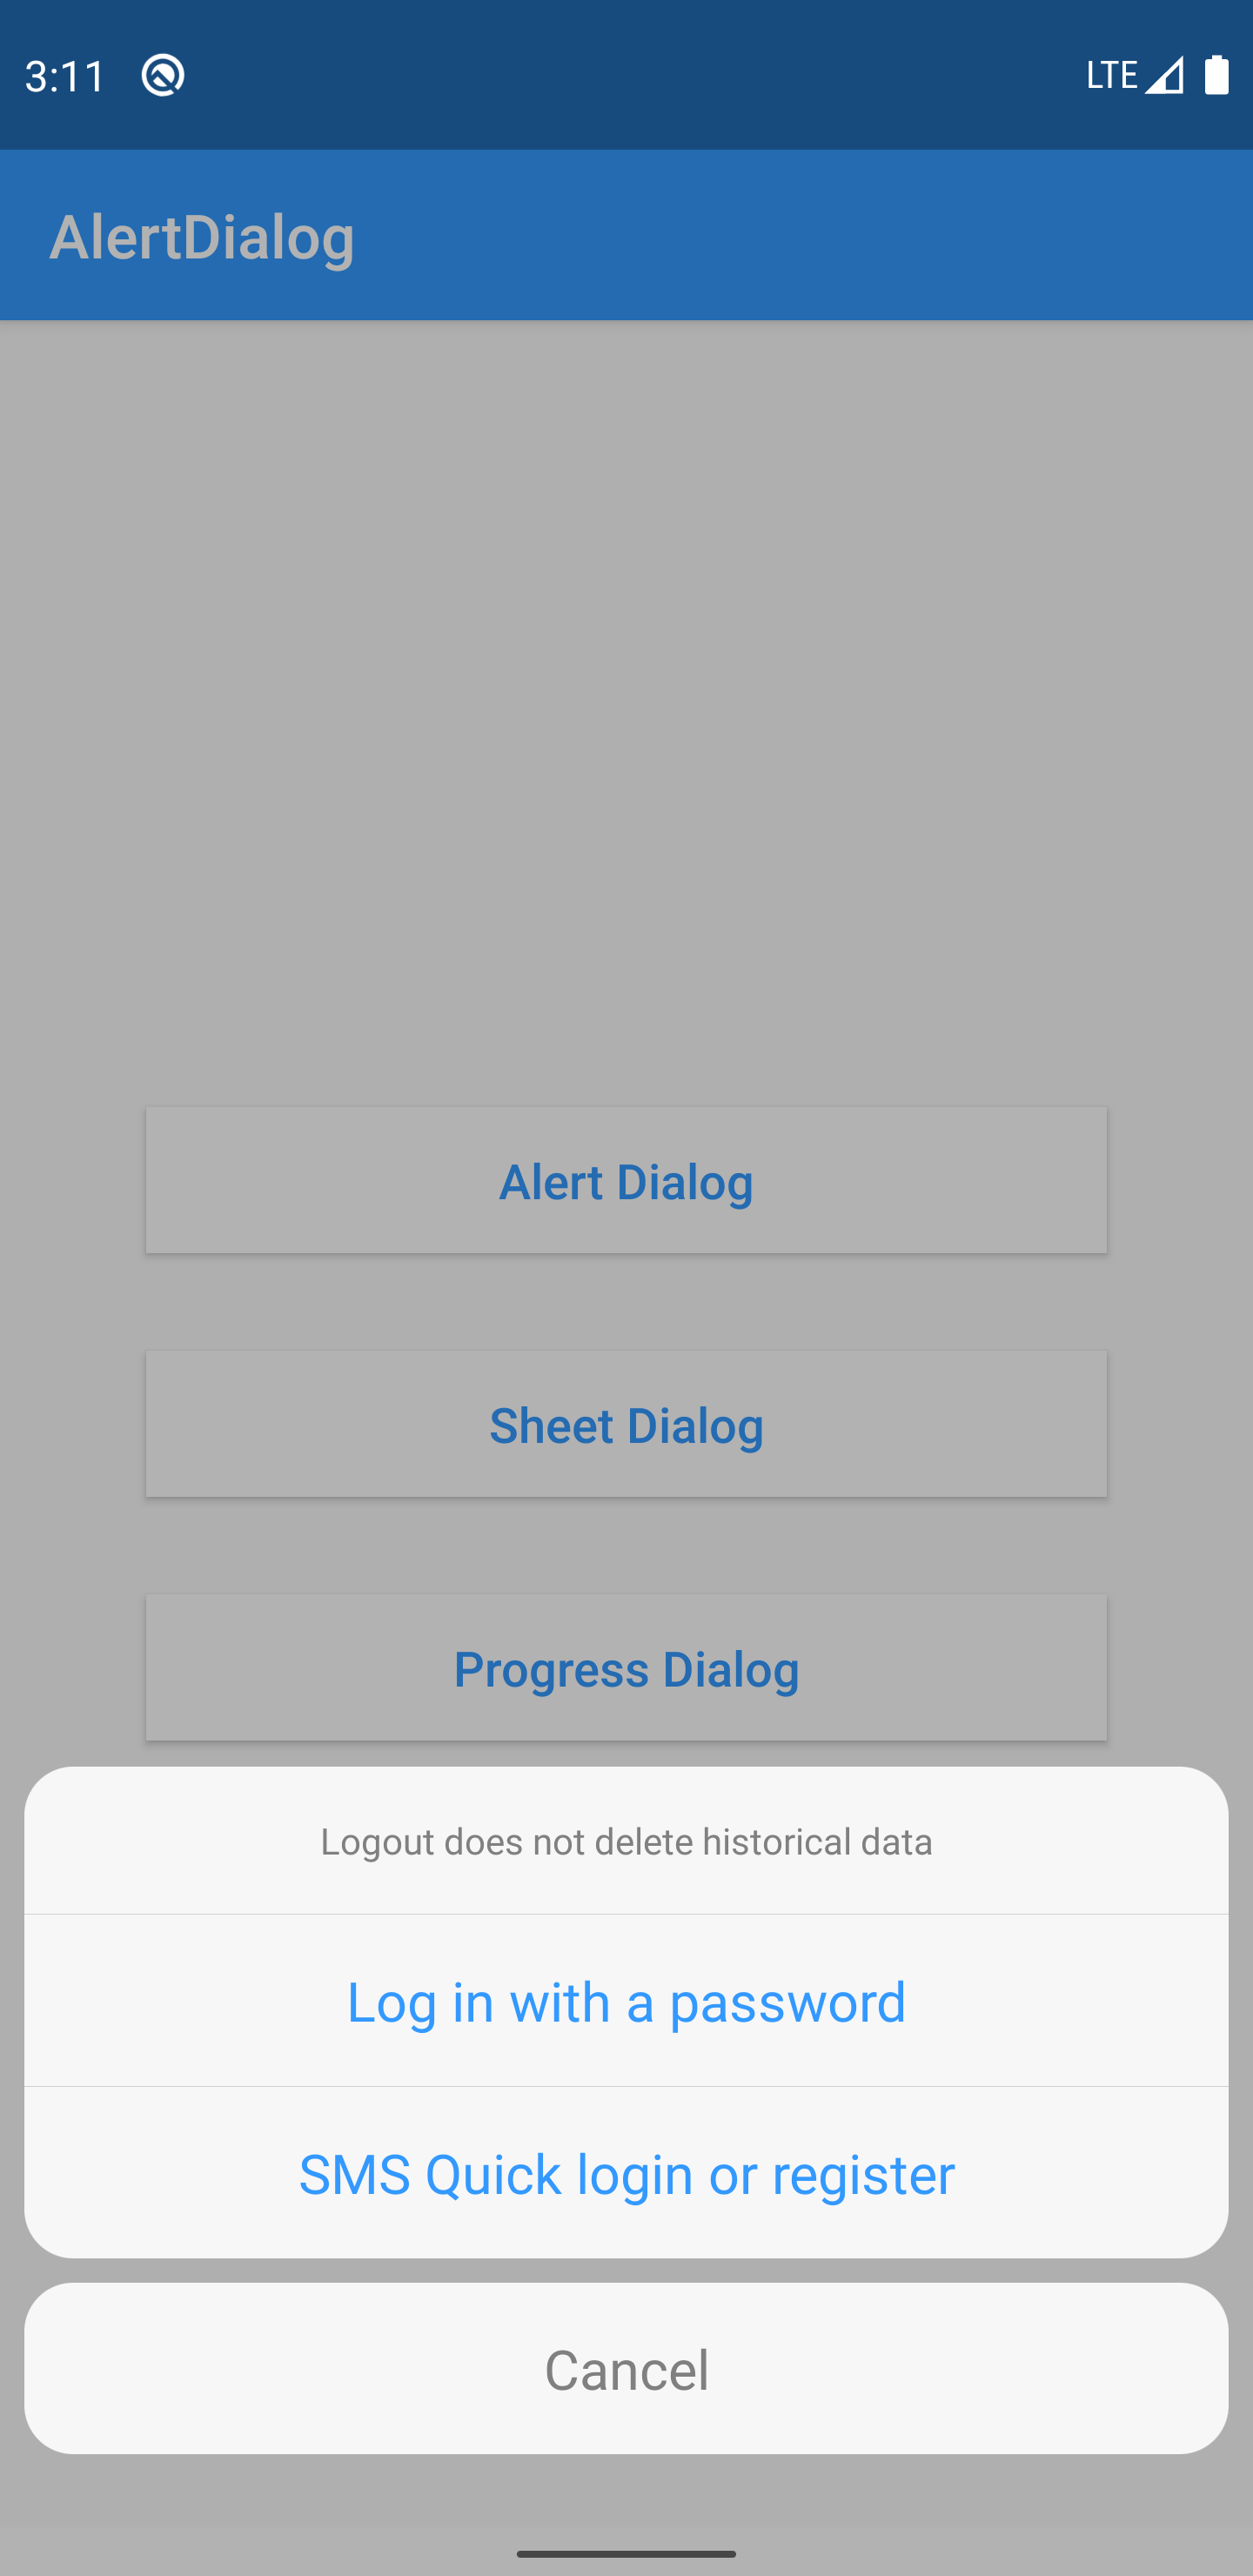 3:11 LTE
AlertDialog
Alert Dialog
Sheet Dialog
Progress Dialog
Logout does not delete historical data
Log in with a password
SMS Quick login or register
Cancel